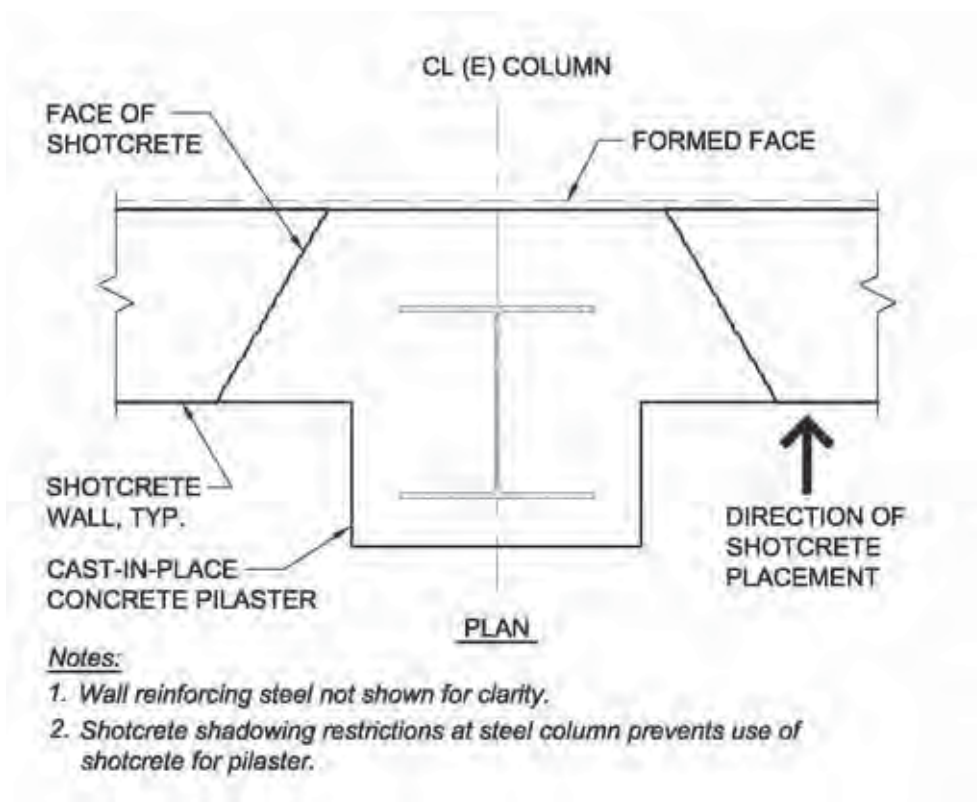 CL (E) COLUMN
FACE OF
SHOTCRETE
FORMED FACE
SHOTCRETE
WALL, TYP.
CAST-IN-PLACE
CONCRETE PILASTER
DIRECTION OF
SHOTCRETE
PLACEMENT
PLAN
Notes:
1. Wall reinforcing steel not shown for clarity.
2. Shotcrete shadowing restrictions at steel column prevents use of
shotcrete for pilaster.